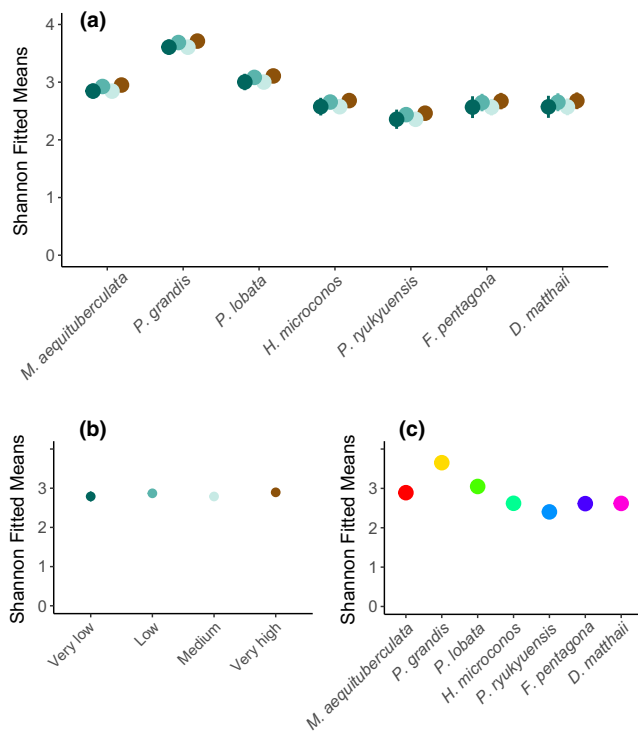 (a)
Shannon Fitted Means
4
3
2
1
0
M. aequituberculata
P. grandis
P. lobata
H. microconos
P. ryukyuensis
F. pentagona
D. matthaii
(b)
Shannon Fitted Means
3
2
1
0
Very low
Low
Medium
Very high
(c)
Shannon Fitted Means
3
2
1
0
M. aequituberculata
P. grandis
P. lobata
H. microconos
P. ryukyuensis
F. pentagona
D. matthaii